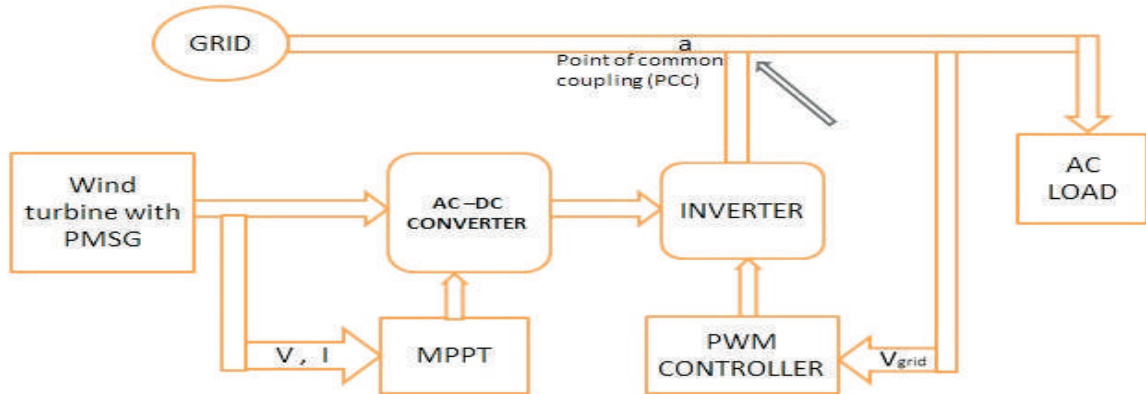 GRID
a
Point of common
coupling (PCC)
Wind
turbine with
PMSG
AC –DC
CONVERTER
INVERTER
AC
LOAD
V , I
MPPT
PWM
CONTROLLER
Vgrid